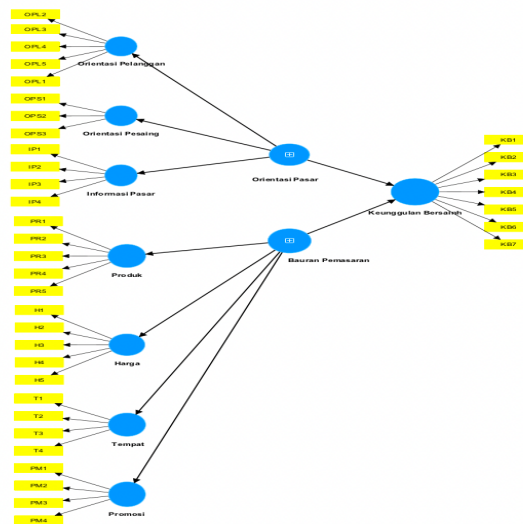 OPL2
OPL3
OPL4
OPL5
OPL1
Orientasi Pelanggan
OPS1
OPS2
OPS3
Orientasi Pesaing
IP1
IP2
IP3
IP4
Informasi Pasar
Orientasi Pasar
KB1
KB2
KB3
KB4
KB5
KB6
KB7
Keunggulan Bersaing
PR1
PR2
PR3
PR4
PR5
Produk
Bauran Pemasaran
H1
H2
H3
H4
H5
Harga
T1
T2
T3
T4
Tempat
PM1
PM2
PM3
PM4
Promosi